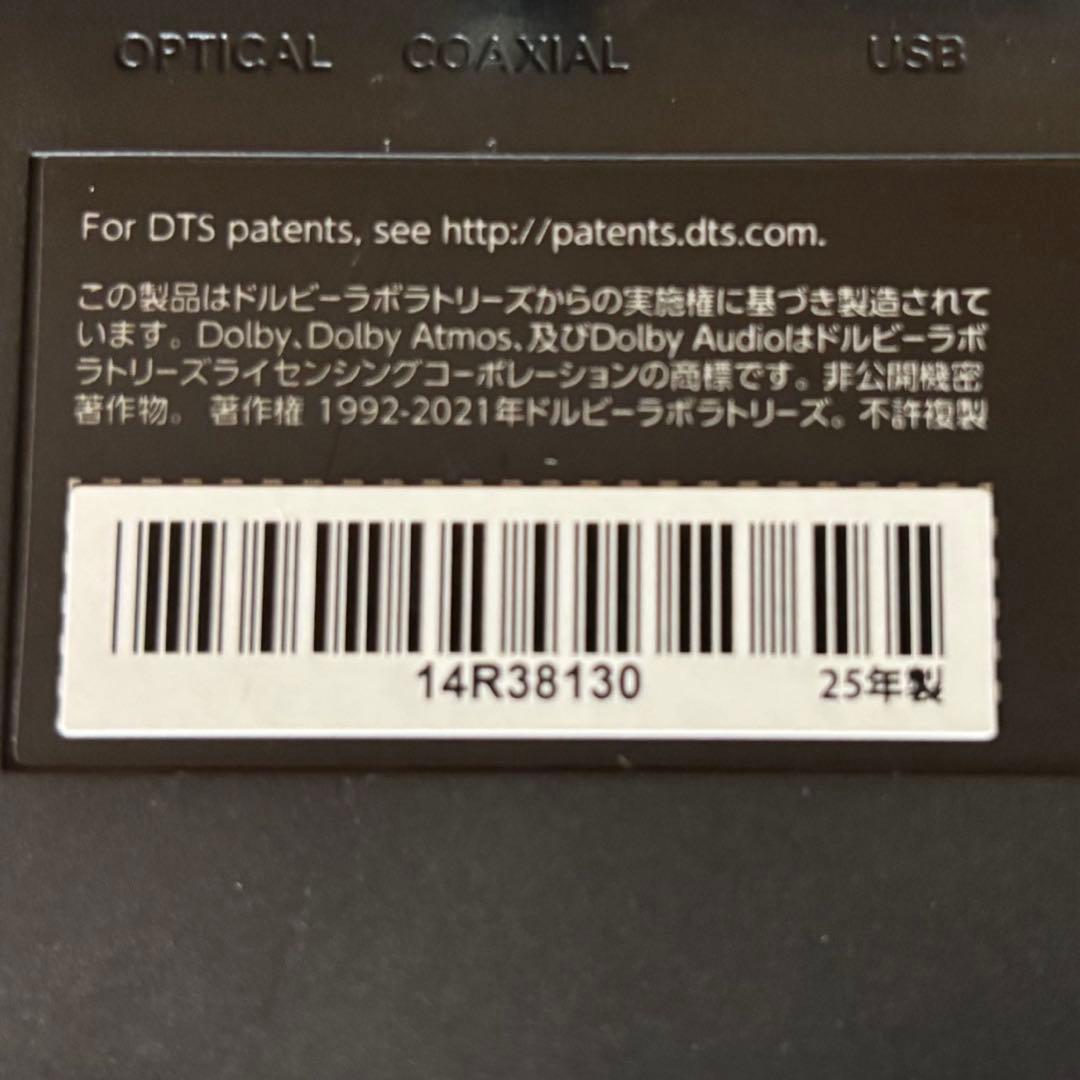 OPTICAL COAXIAL USB
For DTS patents, see http://patents.dts.com.
この製品はドルビーラボラトリーズからの実施権に基づき製造されて
います。Dolby、Dolby Atmos、及びDolby Audioはドルビーラボ
ラトリーズライセンシングコーポレーションの商標です。非公開機密
著作物。 著作権 1992-2021年ドルビーラボラトリーズ。不許複製
14R38130 25年製